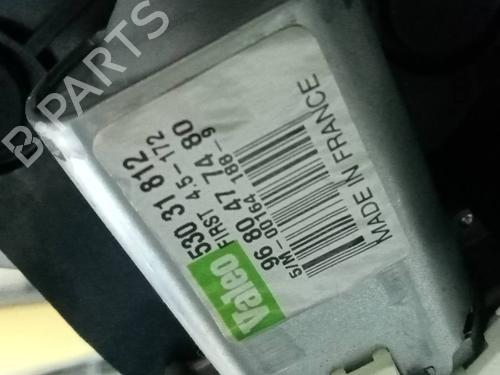 B PARTS
Valeo
530 31 812
FIRST 4.5-172
96 80 47 74 80
5/M-00164 188-9
MADE IN FRANCE